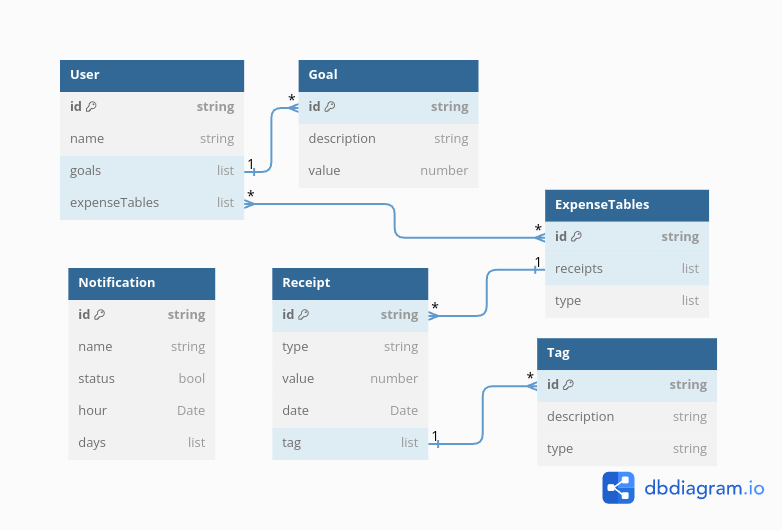 User
id string
name string
goals list
expenseTables list
1
*
Goal
* id string
description string
value number
ExpenseTables
* id string
1 receipts list
type list
Notification
id string
name string
status bool
hour Date
days list
Receipt
id string *
type string
value number
date Date
tag list 1
Tag
* id string
description string
type string
dbdiagram.io